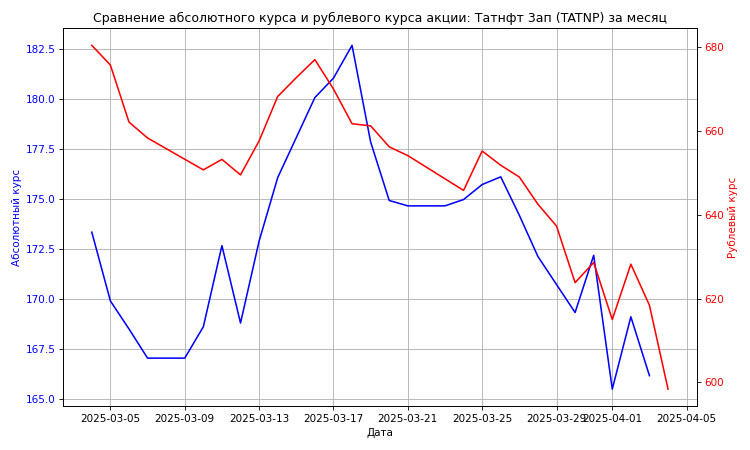 Сравнение абсолютного курса и рублевого курса акции: Татнфт 3ап (TATNP) за месяц
Абсолютный курс
182.5
180.0
177.5
175.0
172.5
170.0
167.5
165.0
680
660
640
620
600
Рублевый курс
2025-03-05 2025-03-09 2025-03-13 2025-03-17 2025-03-21 2025-03-25 2025-03-29 2025-04-01 2025-04-05
Дата